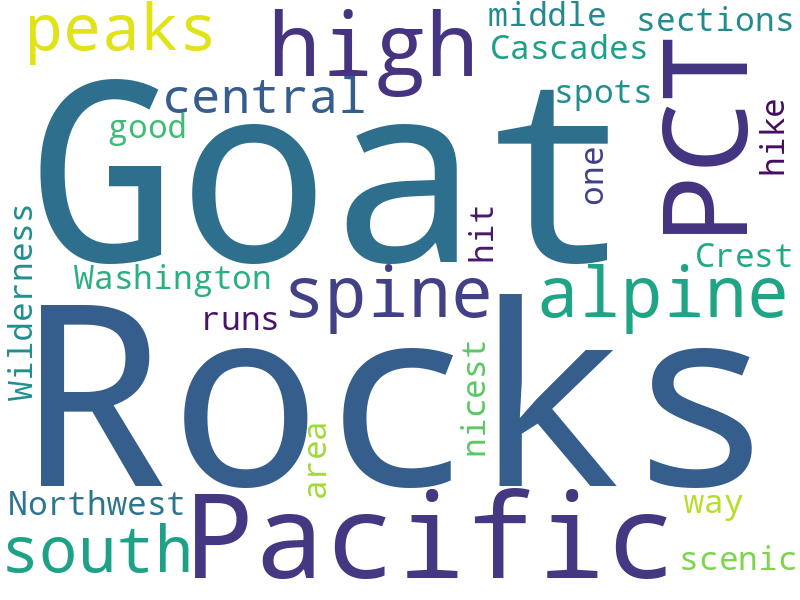 peaks
high
middle
sections
Cascades
central
spots
PCT
good
Goat
hike
one
hit
Wilderness
Washington
Crest
spine
alpine
runs
Rocks
nicest
area
Northwest
Pacific
way
south
scenic